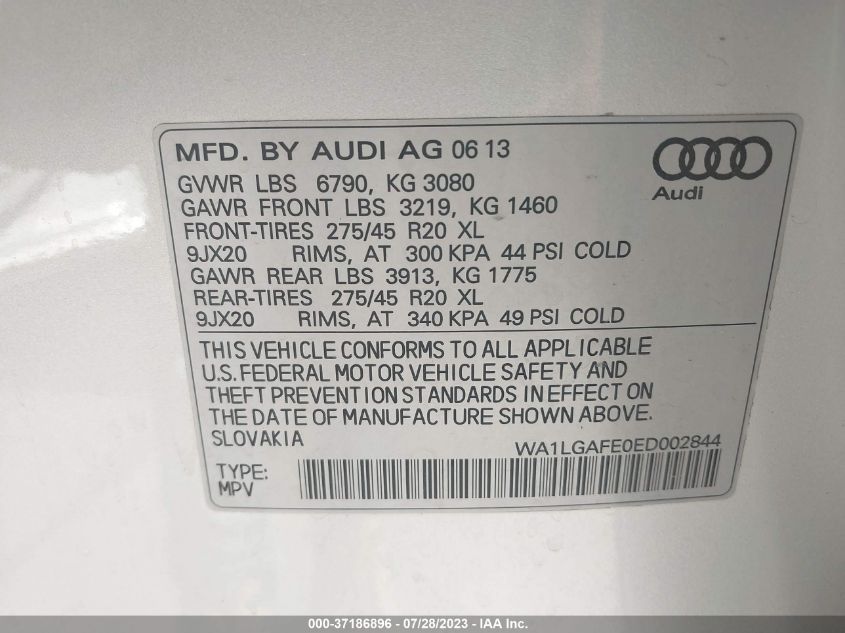 MFD. BY AUDI AG 06 13
Audi
GVWR LBS 6790, KG 3080
GAWR FRONT LBS 3219, KG 1460
FRONT-TIRES 275/45 R20 XL
9JX20 RIMS, AT 300 KPA 44 PSI COLD
GAWR REAR LBS 3913, KG 1775
REAR-TIRES 275/45 R20 XL
9JX20 RIMS, AT 340 KPA 49 PSI COLD
THIS VEHICLE CONFORMS TO ALL APPLICABLE
U.S. FEDERAL MOTOR VEHICLE SAFETY AND
THEFT PREVENTION STANDARDS IN EFFECT ON
THE DATE OF MANUFACTURE SHOWN ABOVE.
SLOVAKIA
WA1LGAFE0ED002844
TYPE:
MPV
000-37186896 - 07/28/2023 - IAA Inc.